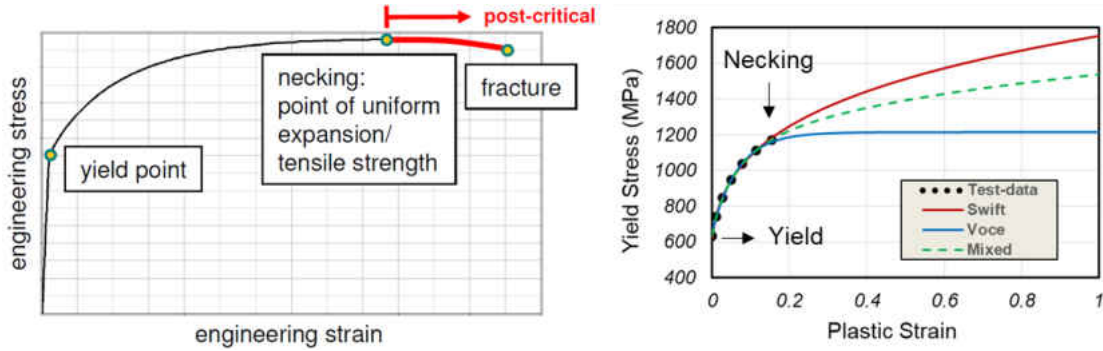 post-critical
necking:
point of uniform
expansion/
tensile strength
fracture
yield point
engineering stress
engineering strain
1800
1600
1400
1200
1000
800
600
400
Yield Stress (MPa)
Necking
Yield
Test-data
Swift
Voce
Mixed
0 0.2 0.4 0.6 0.8 1
Plastic Strain